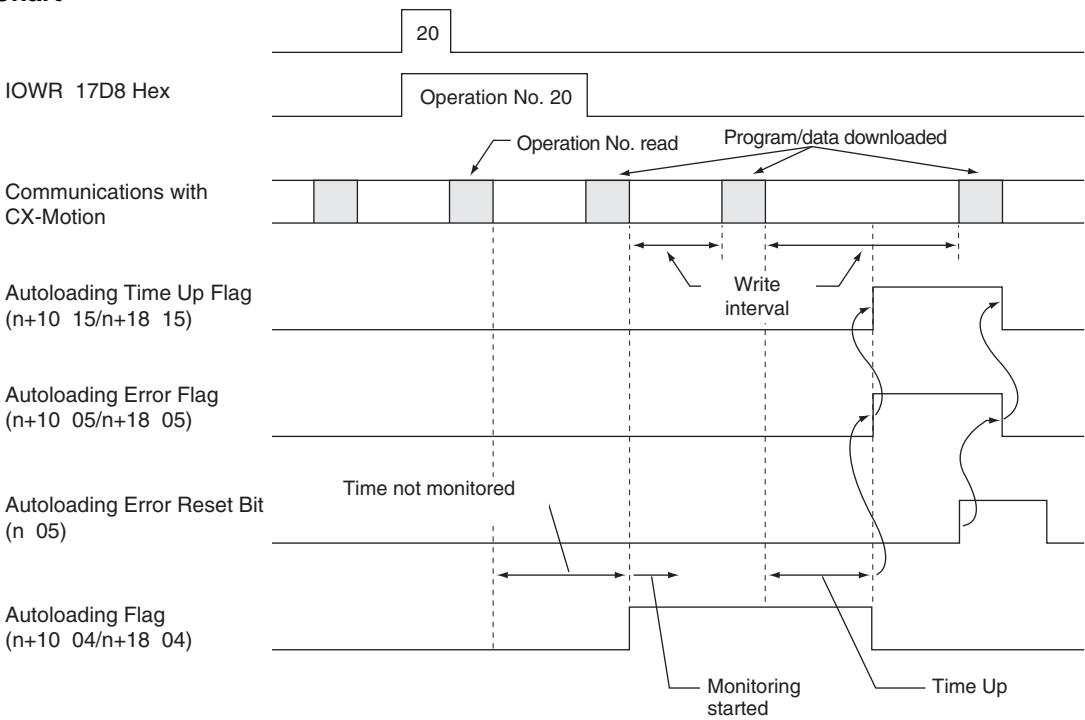 20
IOWR 17D8 Hex
Operation No. 20
Operation No. read
Program/data downloaded
Communications with
CX-Motion
Write
interval
Autoloading Time Up Flag
(n+10 15/n+18 15)
Autoloading Error Flag
(n+10 05/n+18 05)
Time not monitored
Autoloading Error Reset Bit
(n 05)
Autoloading Flag
(n+10 04/n+18 04)
Monitoring
started
Time Up